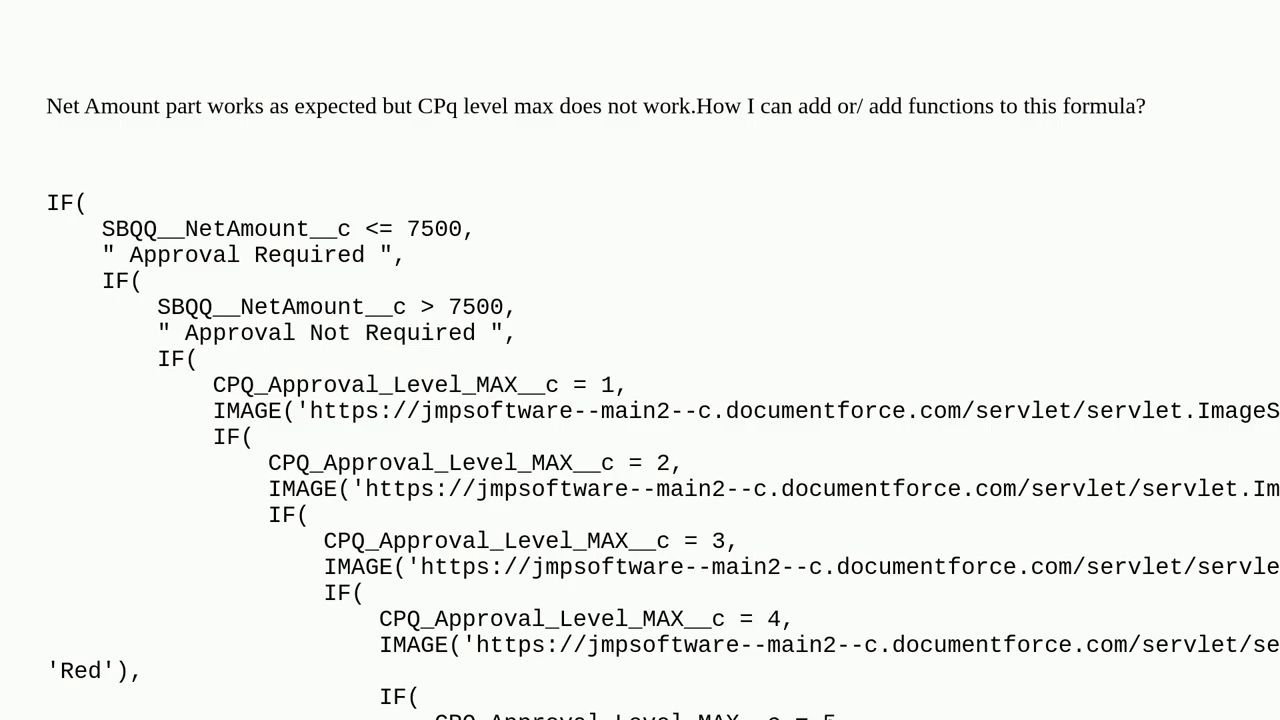 Net Amount part works as expected but CPq level max does not work.How I can add or/ add functions to this formula?
IF(
SBQQ__NetAmount__c <= 7500,
" Approval Required ",
IF(
SBQQ__NetAmount__c > 7500,
" Approval Not Required ",
IF(
CPQ_Approval_Level_MAX__c = 1,
IMAGE('https://jmpsoftware--main2--c.documentforce.com/servlet/servlet.ImageS
IF(
CPQ_Approval_Level_MAX__c = 2,
IMAGE('https://jmpsoftware--main2--c.documentforce.com/servlet/servlet.Im
IF(
CPQ_Approval_Level_MAX__c = 3,
IMAGE('https://jmpsoftware--main2--c.documentforce.com/servlet/servle
IF(
CPQ_Approval_Level_MAX__c = 4,
IMAGE('https://jmpsoftware--main2--c.documentforce.com/servlet/se
'Red'),
IF(
CPQ_Approval_Level_MAX__c = 5